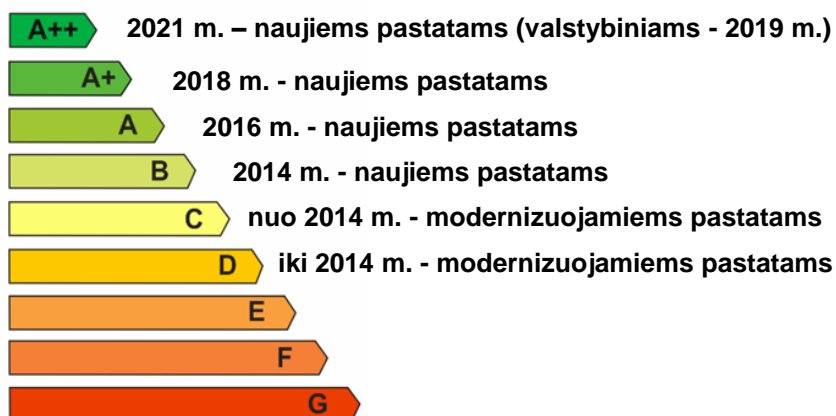 A++ 2021 m. – naujiems pastatams (valstybiniams - 2019 m.)
A+ 2018 m. - naujiems pastatams
A 2016 m. - naujiems pastatams
B 2014 m. - naujiems pastatams
C nuo 2014 m. - modernizuojamiems pastatams
D iki 2014 m. - modernizuojamiems pastatams
E
F
G